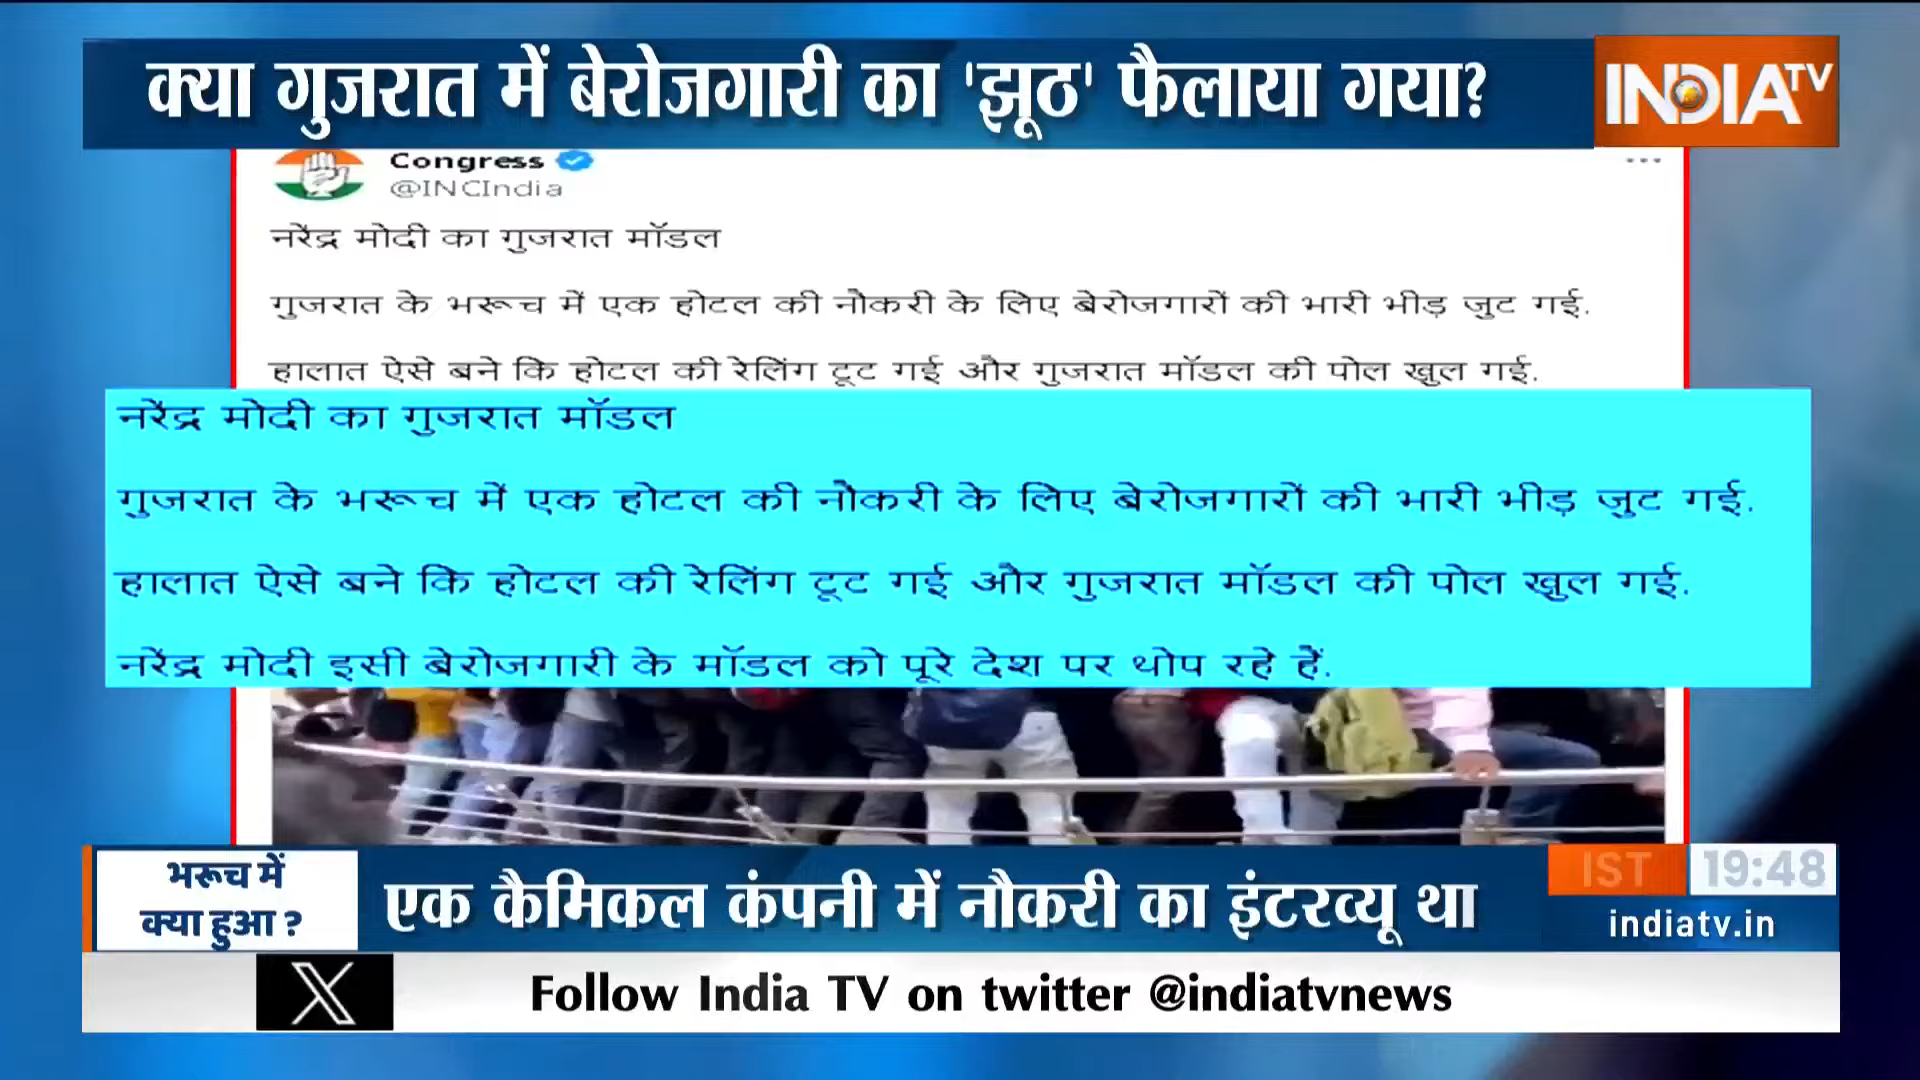 क्या गुजरात में बेरोजगारी का 'झूठ' फैलाया गया?
INDIA TV
Congress
@INCIndia
नरेंद्र मोदी का गुजरात मॉडल
गुजरात के भरूच में एक होटल की नौकरी के लिए बेरोजगारों की भारी भीड़ जुट गई.
हालात ऐसे बने कि होटल की रेलिंग टूट गई और गुजरात मॉडल की पोल खुल गई.
नरेंद्र मोदी का गुजरात मॉडल
गुजरात के भरूच में एक होटल की नौकरी के लिए बेरोजगारों की भारी भीड़ जुट गई.
हालात ऐसे बने कि होटल की रेलिंग टूट गई और गुजरात मॉडल की पोल खुल गई.
नरेंद्र मोदी इसी बेरोजगारी के मॉडल को पूरे देश पर थोप रहे हैं.
भरूच में
क्या हुआ ?
एक कैमिकल कंपनी में नौकरी का इंटरव्यू था
IST 19:48
indiatv.in
X Follow India TV on twitter @indiatvnews